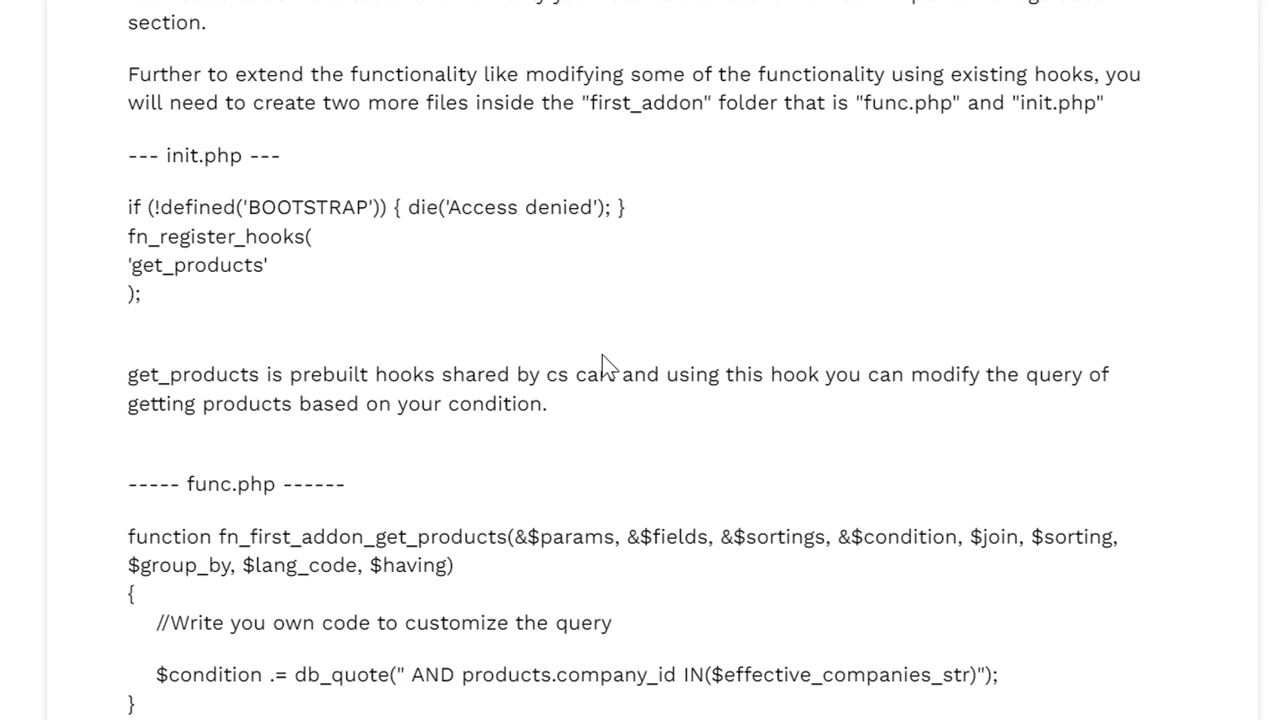 section.
Further to extend the functionality like modifying some of the functionality using existing hooks, you
will need to create two more files inside the "first_addon" folder that is "func.php" and "init.php"
--- init.php ---
if (!defined('BOOTSTRAP')) { die('Access denied'); }
fn_register_hooks(
'get_products'
);
get_products is prebuilt hooks shared by cs cart and using this hook you can modify the query of
getting products based on your condition.
----- func.php ------
function fn_first_addon_get_products(&$params, &$fields, &$sortings, &$condition, $join, $sorting,
$group_by, $lang_code, $having)
{
//Write you own code to customize the query
$condition .= db_quote(" AND products.company_id IN($effective_companies_str)");
}